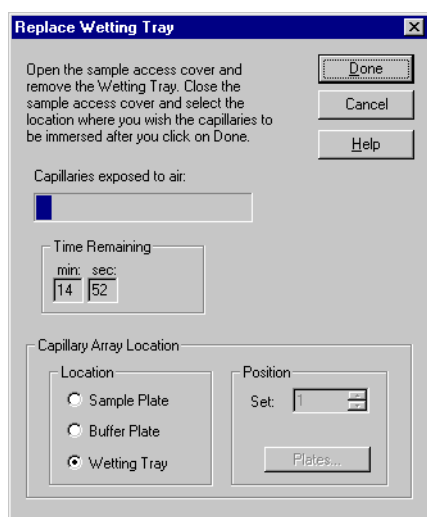 Replace Wetting Tray
Open the sample access cover and
remove the Wetting Tray. Close the
sample access cover and select the
location where you wish the capillaries to
be immersed after you click on Done.
Done
Cancel
Help
Capillaries exposed to air:
Time Remaining
min: sec:
14 52
Capillary Array Location
Location
Sample Plate
Buffer Plate
Wetting Tray
Position
Set: 1
Plates...